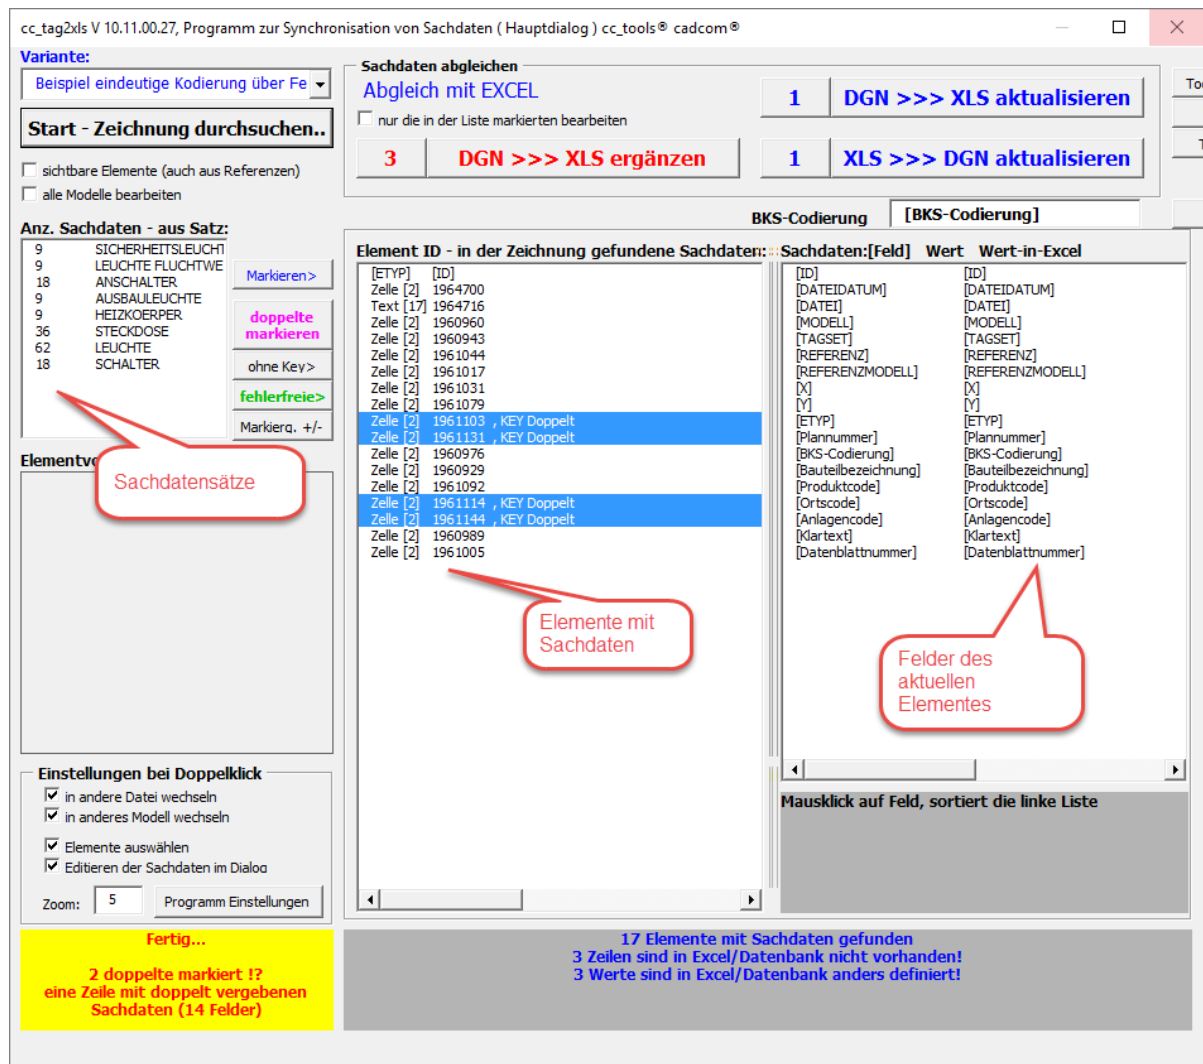 cc_tag2xls V 10.11.00.27, Programm zur Synchronisation von Sachdaten ( Hauptdialog ) cc_tools® cadcom®
Variante:
Beispiel eindeutige Kodierung über Fe
Start - Zeichnung durchsuchen..
sichtbare Elemente (auch aus Referenzen)
alle Modelle bearbeiten
Sachdaten abgleichen
Abgleich mit EXCEL
nur die in der Liste markierten bearbeiten
1 DGN >>> XLS aktualisieren
3 DGN >>> XLS ergänzen
1 XLS >>> DGN aktualisieren
BKS-Codierung [BKS-Codierung]
Anz. Sachdaten - aus Satz:
9 SICHERHEITSLEUCHT
9 LEUCHTE FLUCHTWE
18 ANSCHALTER
9 AUSBAULEUCHTE
9 HEIZKOERPER
36 STECKDOSE
62 LEUCHTE
18 SCHALTER
Markieren>
doppelte
markieren
ohne Key>
fehlerfreie>
Markierg. +/-
Sachdatensätze
Element ID - in der Zeichnung gefundene Sachdaten:
[ETYP] [ID]
Zelle [2] 1964700
Text [17] 1964716
Zelle [2] 1960960
Zelle [2] 1960943
Zelle [2] 1961044
Zelle [2] 1961017
Zelle [2] 1961031
Zelle [2] 1961079
Zelle [2] 1961103 , KEY Doppelt
Zelle [2] 1961131 , KEY Doppelt
Zelle [2] 1960976
Zelle [2] 1960929
Zelle [2] 1961092
Zelle [2] 1961114 , KEY Doppelt
Zelle [2] 1961144 , KEY Doppelt
Zelle [2] 1960989
Zelle [2] 1961005
Elemente mit
Sachdaten
Sachdaten:[Feld] Wert Wert-in-Excel
[ID] [ID]
[DATEIDATUM] [DATEIDATUM]
[DATEI] [DATEI]
[MODELL] [MODELL]
[TAGSET] [TAGSET]
[REFERENZ] [REFERENZ]
[REFERENZMODELL] [REFERENZMODELL]
[X] [X]
[Y] [Y]
[ETYP] [ETYP]
[Plannummer] [Plannummer]
[BKS-Codierung] [BKS-Codierung]
[Bauteilbezeichnung] [Bauteilbezeichnung]
[Produktcode] [Produktcode]
[Ortscode] [Ortscode]
[Anlagencode] [Anlagencode]
[Klartext] [Klartext]
[Datenblattnummer] [Datenblattnummer]
Felder des
aktuellen
Elementes
Mausklick auf Feld, sortiert die linke Liste
Einstellungen bei Doppelklick
in andere Datei wechseln
in anderes Modell wechseln
Elemente auswählen
Editieren der Sachdaten im Dialog
Zoom: 5 Programm Einstellungen
Fertig...
2 doppelte markiert !?
eine Zeile mit doppelt vergebenen
Sachdaten (14 Felder)
17 Elemente mit Sachdaten gefunden
3 Zeilen sind in Excel/Datenbank nicht vorhanden!
3 Werte sind in Excel/Datenbank anders definiert!